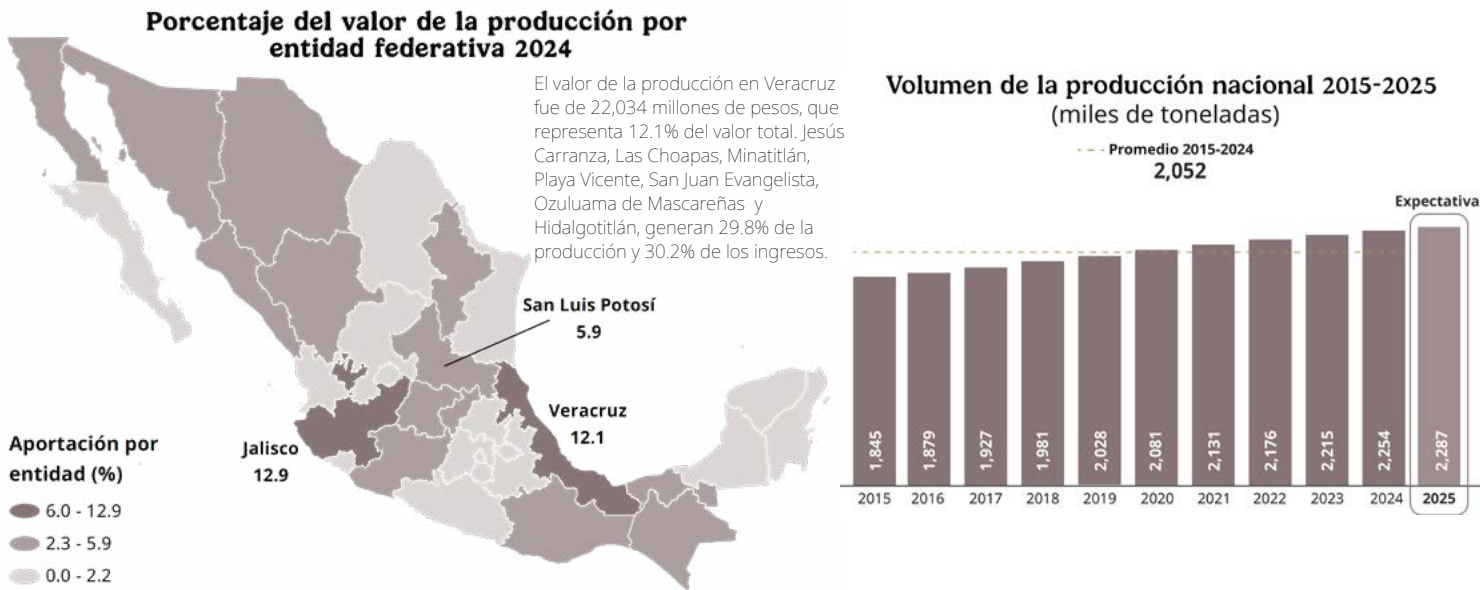 Porcentaje del valor de la producción por
entidad federativa 2024
El valor de la producción en Veracruz
fue de 22,034 millones de pesos, que
representa 12.1% del valor total. Jesús
Carranza, Las Choapas, Minatitlán,
Playa Vicente, San Juan Evangelista,
Ozuluama de Mascareñas y
Hidalgotitlán, generan 29.8% de la
producción y 30.2% de los ingresos.
San Luis Potosí
5.9
Veracruz
12.1
Jalisco
12.9
Aportación por
entidad (%)
6.0 - 12.9
2.3 - 5.9
0.0 - 2.2
Volumen de la producción nacional 2015-2025
(miles de toneladas)
Promedio 2015-2024
2,052
Expectativa
1,845
1,879
1,927
1,981
2,028
2,081
2,131
2,176
2,215
2,254
2,287
2015 2016 2017 2018 2019 2020 2021 2022 2023 2024 2025